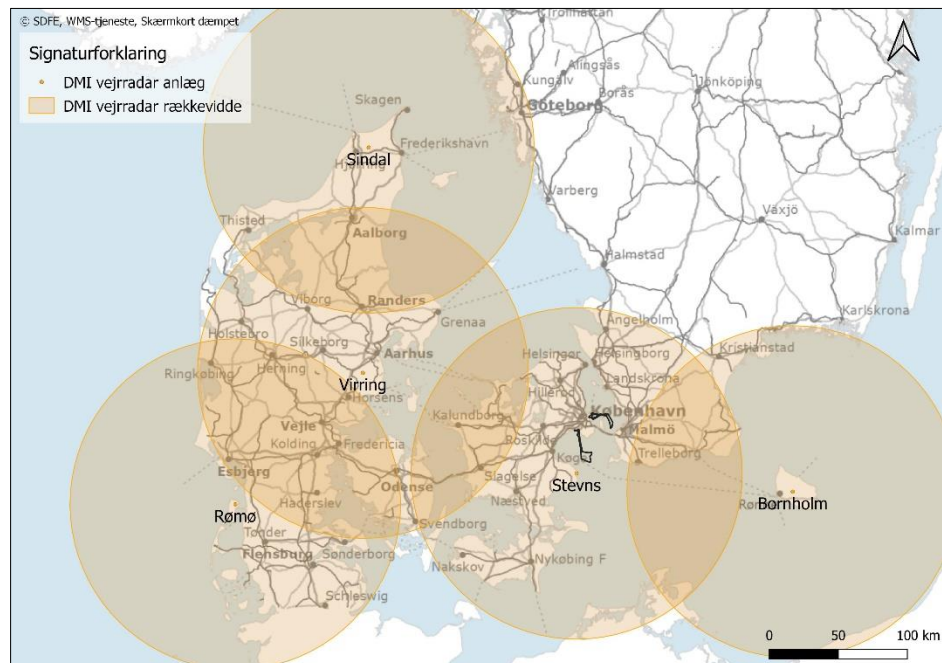 © SDFE, WMS-tjeneste, Skærmkort dæmpet
Signaturforklaring
DMI vejrradar anlæg
DMI vejrradar rækkevidde
Trollhättan
Alingsås
Kungälv
Jönköping
Borås
Göteborg
Skagen
Frederikshavn
Sindal
Varberg
Växjö
Thisted
Aalborg
Kalmar
Halmstad
Viborg
Randers
Grenaa
Karlskrona
Holstebro
Ängelholm
Silkeborg
Aarhus
Helsingør
Helsingborg
Kristianstad
Ringkøbing
Herning
Virring
Landskrona
Hillerød
Horsens
Kalundborg
København
Vejle
Malmö
Kolding
Fredericia
Roskilde
Køge
Trelleborg
Esbjerg
Odense
Slagelse
Stevns
Haderslev
Næstved
Bornholm
Rømø
Svendborg
Tønder
Flensburg
Sønderborg
Nakskov
Nykøbing F
Schleswig
0 50 100 km